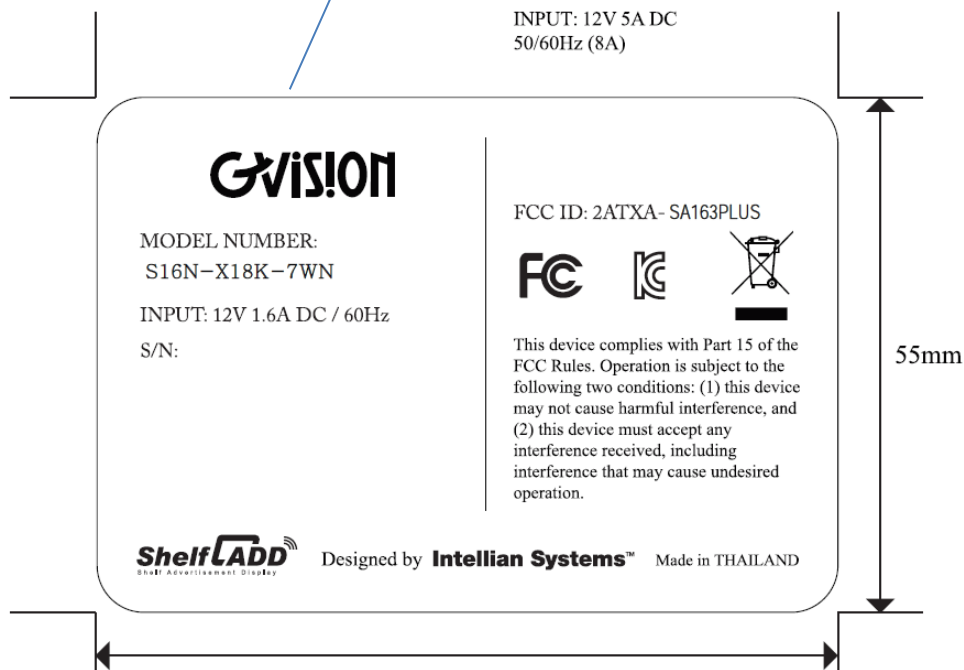 INPUT: 12V 5A DC
50/60Hz (8A)
GVISION
MODEL NUMBER:
S16N-X18K-7WN
INPUT: 12V 1.6A DC / 60Hz
S/N:
FCC ID: 2ATXA- SA163PLUS
FC KC
This device complies with Part 15 of the
FCC Rules. Operation is subject to the
following two conditions: (1) this device
may not cause harmful interference, and
(2) this device must accept any
interference received, including
interference that may cause undesired
operation.
ShelfADD
Shelf Advertisement Display
Designed by Intellian Systems™ Made in THAILAND
55mm